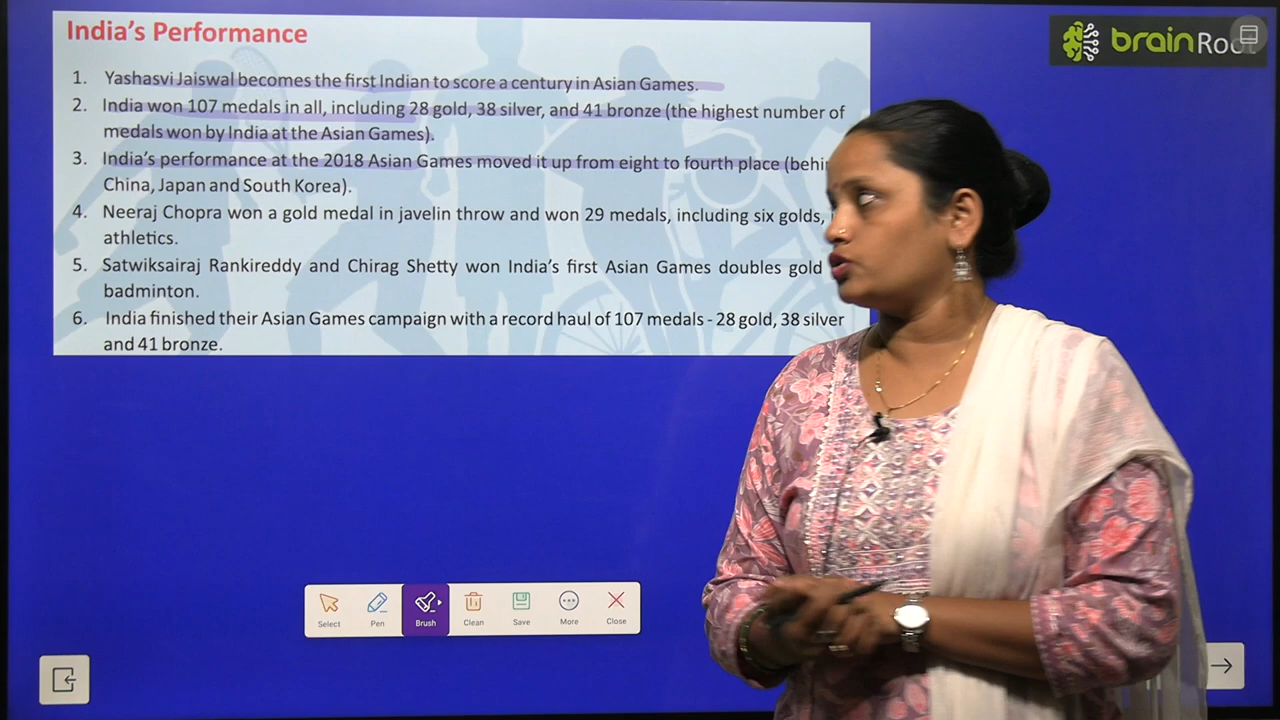 India's Performance
brainRoot
1. Yashasvi Jaiswal becomes the first Indian to score a century in Asian Games.
2. India won 107 medals in all, including 28 gold, 38 silver, and 41 bronze (the highest number of
medals won by India at the Asian Games).
3. India's performance at the 2018 Asian Games moved it up from eight to fourth place
China, Japan and South Korea).
4. Neeraj Chopra won a gold medal in javelin throw and won 29 medals, including six golds,
athletics.
5. Satwiksairaj Rankireddy and Chirag Shetty won India's first Asian Games doubles gold
badminton.
6. India finished their Asian Games campaign with a record haul of 107 medals - 28 gold, 38 silver
and 41 bronze.
Select Pen Brush Clean Save More Close